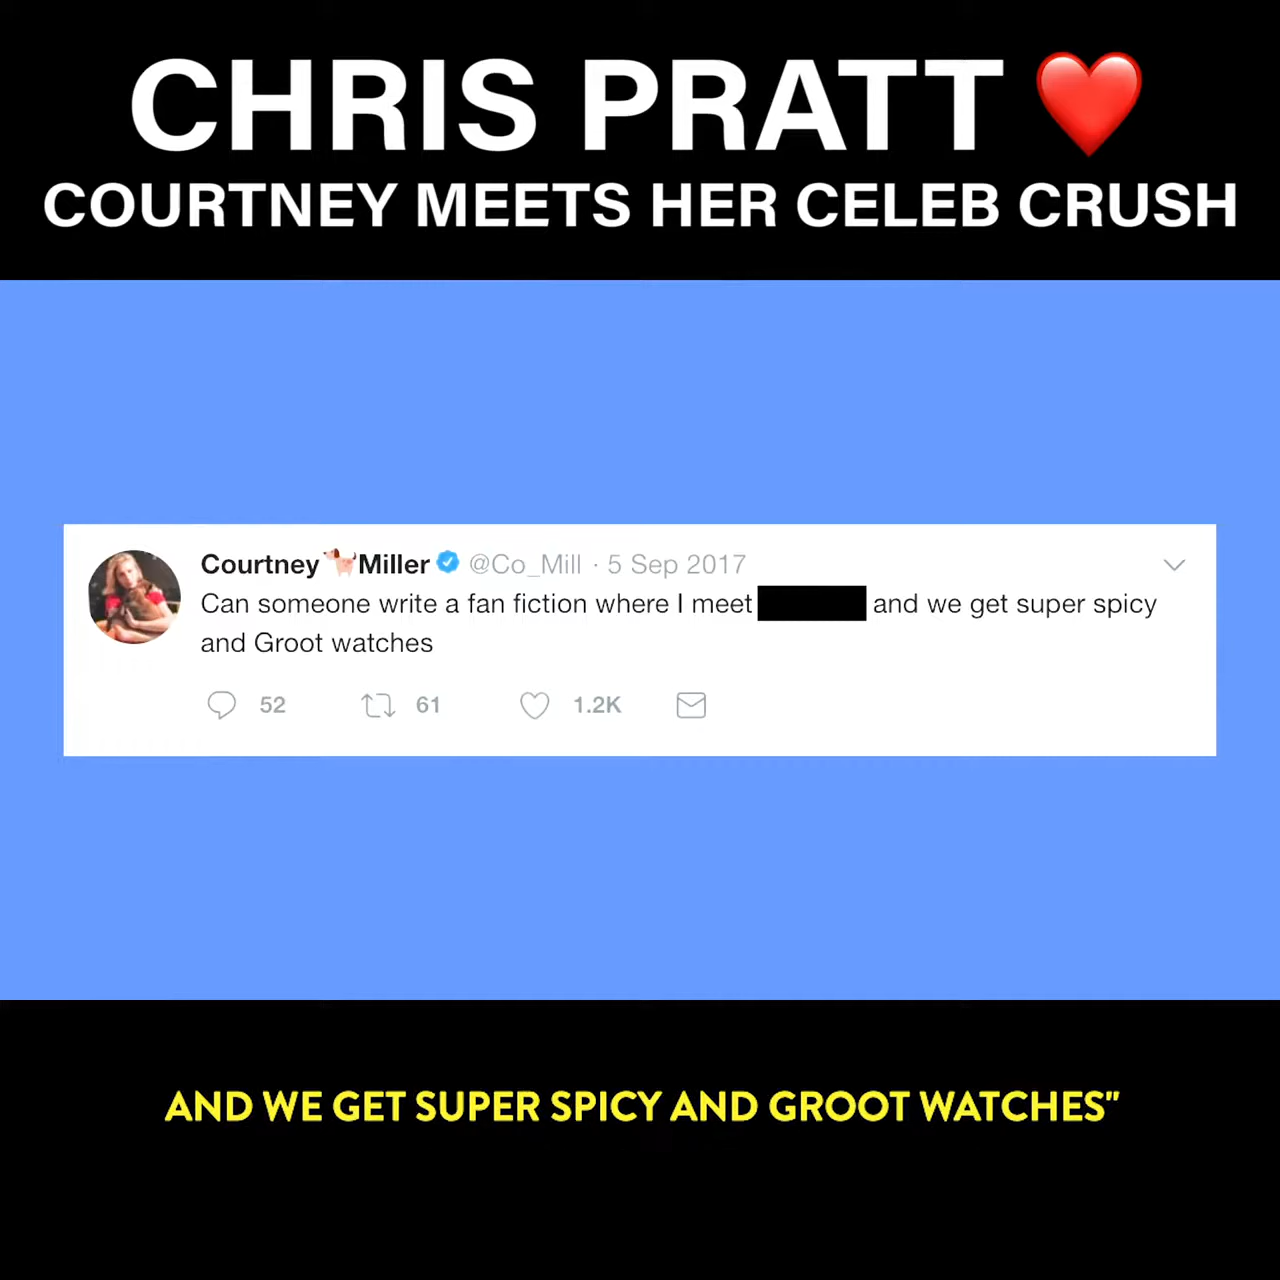 CHRIS PRATT ❤️
COURTNEY MEETS HER CELEB CRUSH
Courtney 🐕 Miller @Co_Mill · 5 Sep 2017
Can someone write a fan fiction where I meet and we get super spicy
and Groot watches
52 61 1.2K
AND WE GET SUPER SPICY AND GROOT WATCHES"